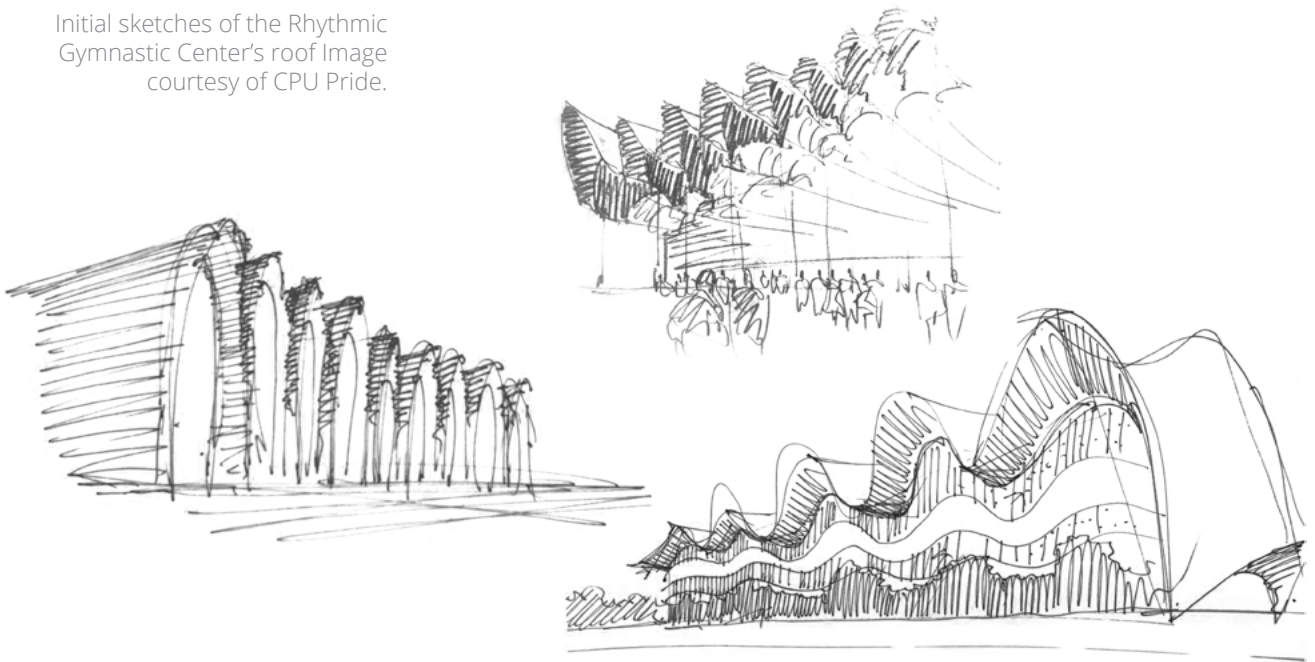 Initial sketches of the Rhythmic
Gymnastic Center's roof Image
courtesy of CPU Pride.